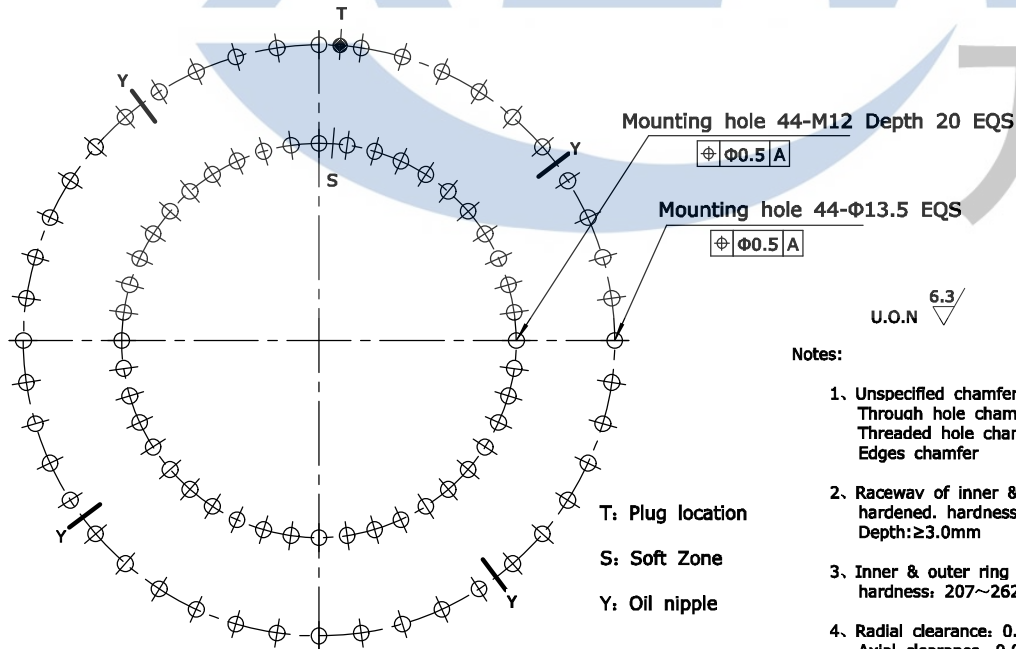 T
Y
Mounting hole 44-M12 Depth 20 EQS
⌖ Φ0.5 A
Y
S
Mounting hole 44-Φ13.5 EQS
⌖ Φ0.5 A
U.O.N 6.3
Notes:
1、Unspecified chamfer
Through hole
Threaded hole
Edges chamfer
2、Raceway of inner &
hardened. hardness
Depth:≥3.0mm
T: Plug location
S: Soft Zone
Y: Oil nipple
Y
Y
3、Inner & outer ring
hardness: 207~262
4、Radial clearance: 0.